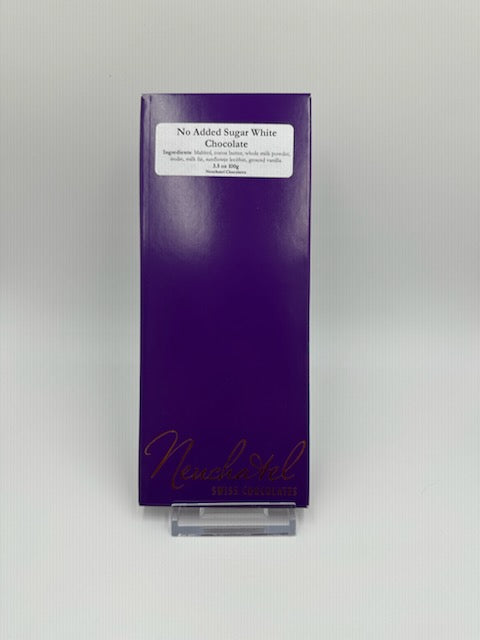 No Added Sugar White
Chocolate
Ingredients: Maltitol, cocoa butter, whole milk powder,
inulin, milk fat, sunflower lecithin, ground vanilla.
3.5 oz 100g
Neuchatel Chocolates
Neuchatel
SWISS CHOCOLATES